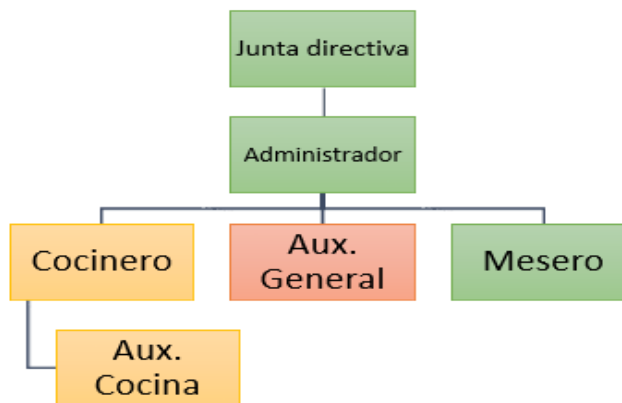 Junta directiva
Administrador
Cocinero
Aux.
General
Mesero
Aux.
Cocina